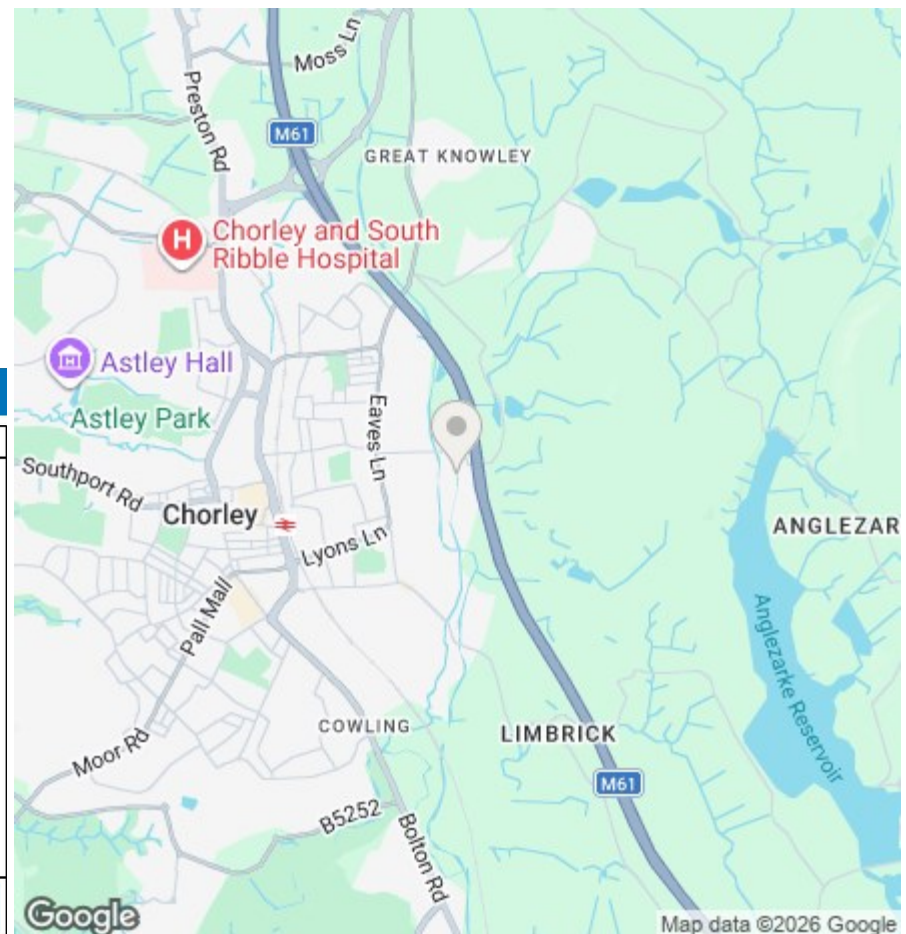 Moss Ln
Preston Rd
M61
GREAT KNOWLEY
H
Chorley and South
Ribble Hospital
Astley Hall
Astley Park
Eaves Ln
Southport Rd
Chorley
Lyons Ln
ANGLEZAR
Pall Mall
Anglezarke Reservoir
COWLING
LIMBRICK
Moor Rd
M61
B5252
Bolton Rd
Google
Map data ©2026 Google